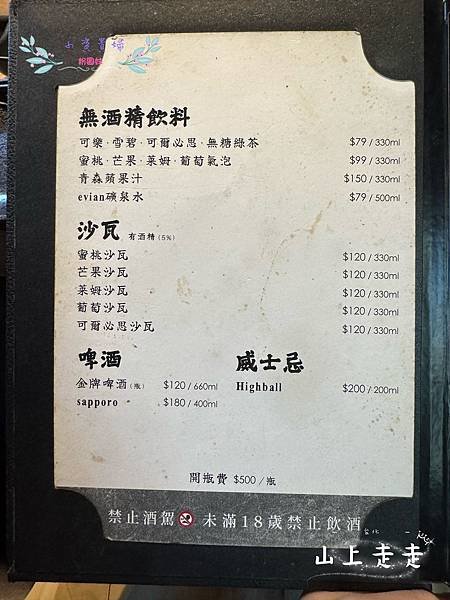 無酒精飲料
可樂·雪碧·可爾必思·無糖綠茶 $79 / 330ml
蜜桃·芒果·萊姆·葡萄氣泡 $99 / 330ml
青森蘋果汁 $150 / 330ml
evian礦泉水 $79 / 500ml
沙瓦 有酒精 (5%)
蜜桃沙瓦 $120 / 330ml
芒果沙瓦 $120 / 330ml
萊姆沙瓦 $120 / 330ml
葡萄沙瓦 $120 / 330ml
可爾必思沙瓦 $120 / 330ml
啤酒
金牌啤酒(瓶) $120 / 660ml
sapporo $180 / 400ml
威士忌
Highball $200 / 200ml
開瓶費 $500 / 瓶
禁止酒駕 未滿18歲禁止飲酒
台北
山上走走